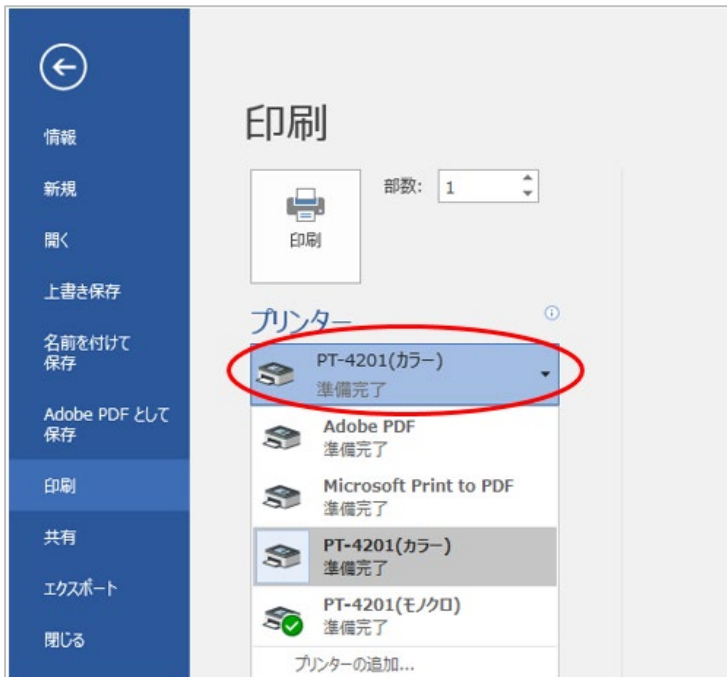 情報
新規
開く
上書き保存
名前を付けて
保存
Adobe PDF として
保存
印刷
共有
エクスポート
閉じる
印刷
部数: 1
印刷
プリンター
PT-4201(カラー)
準備完了
Adobe PDF
準備完了
Microsoft Print to PDF
準備完了
PT-4201(カラー)
準備完了
PT-4201(モノクロ)
準備完了
プリンターの追加...